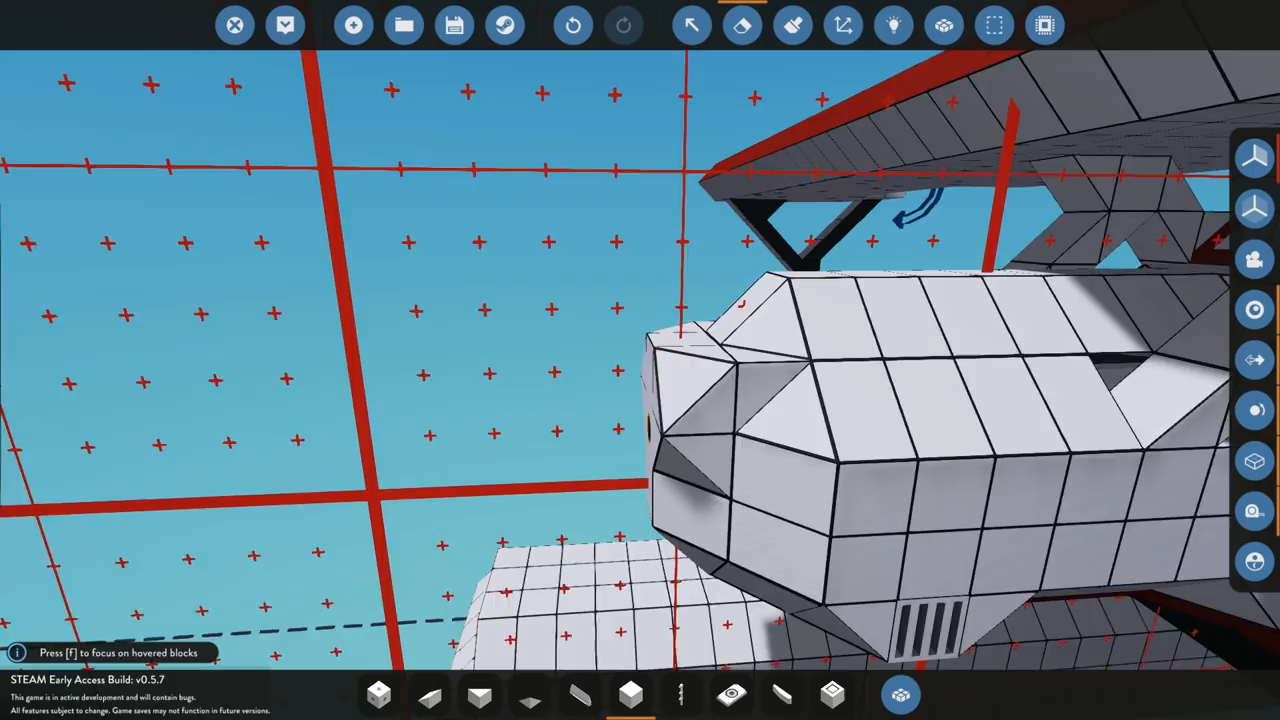 Press [f] to focus on hovered blocks
STEAM Early Access Build: v0.5.7
This game is in active development and will contain bugs.
All features subject to change. Game saves may not function in future versions.